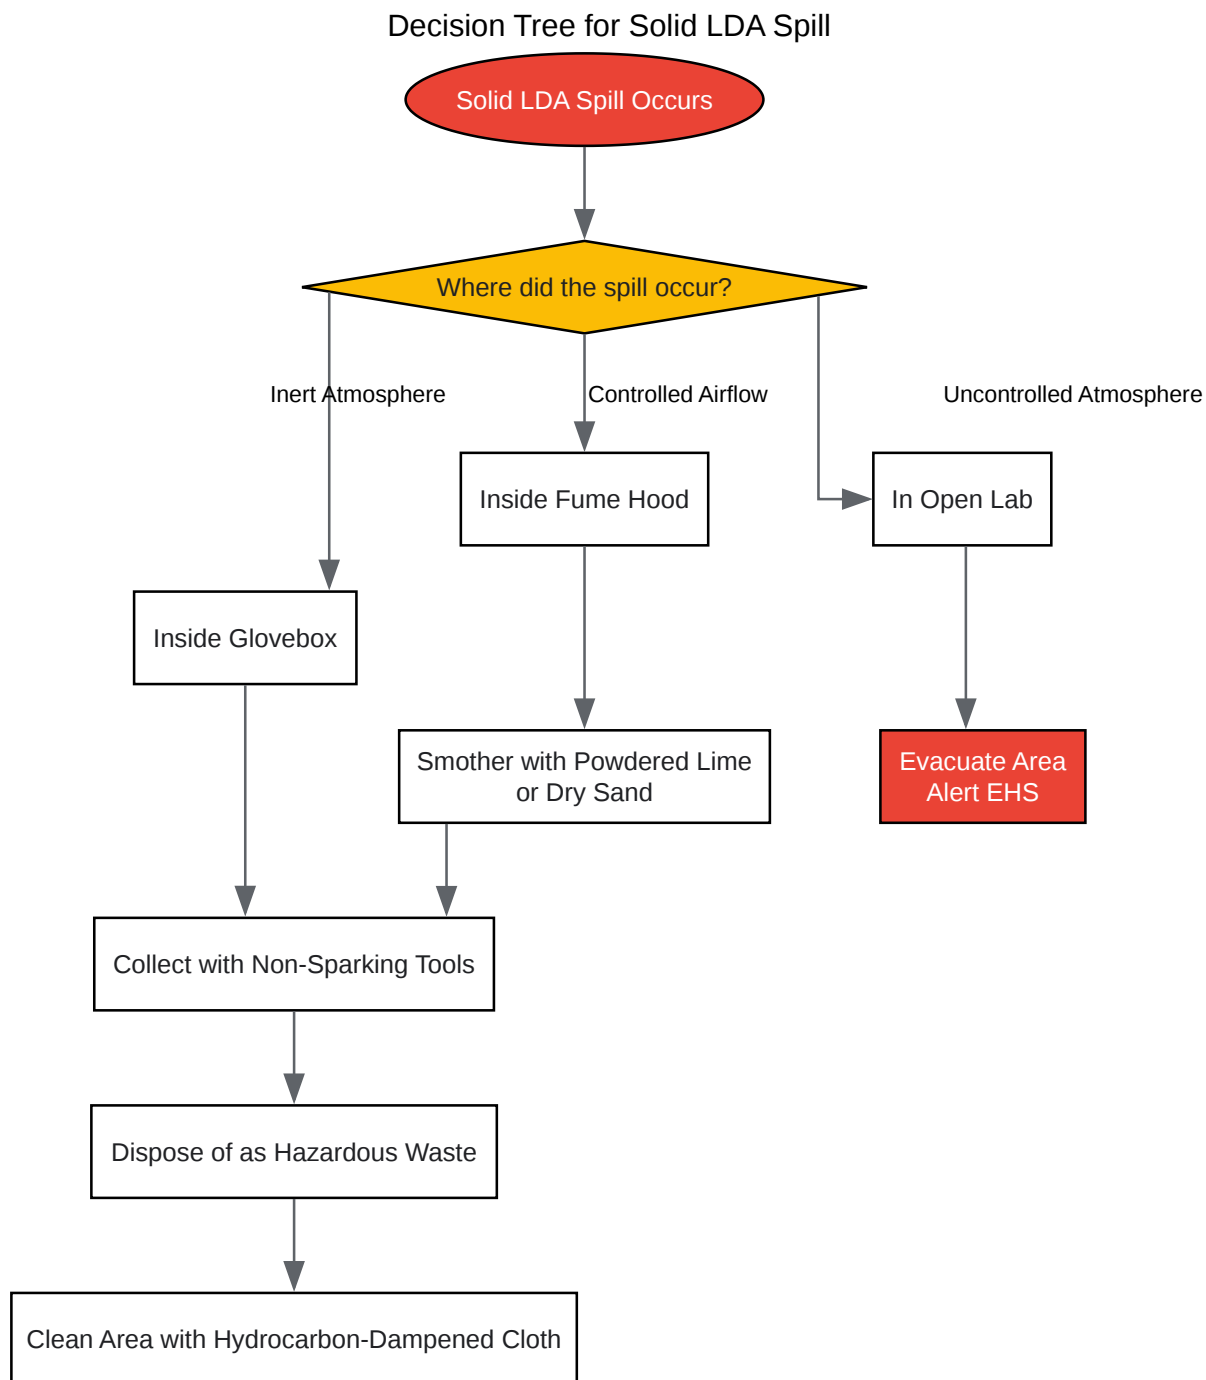 Decision Tree for Solid LDA Spill
Solid LDA Spill Occurs
Where did the spill occur?
Inert Atmosphere
Controlled Airflow
Uncontrolled Atmosphere
Inside Fume Hood
In Open Lab
Inside Glovebox
Smother with Powdered Lime
or Dry Sand
Evacuate Area
Alert EHS
Collect with Non-Sparking Tools
Dispose of as Hazardous Waste
Clean Area with Hydrocarbon-Dampened Cloth